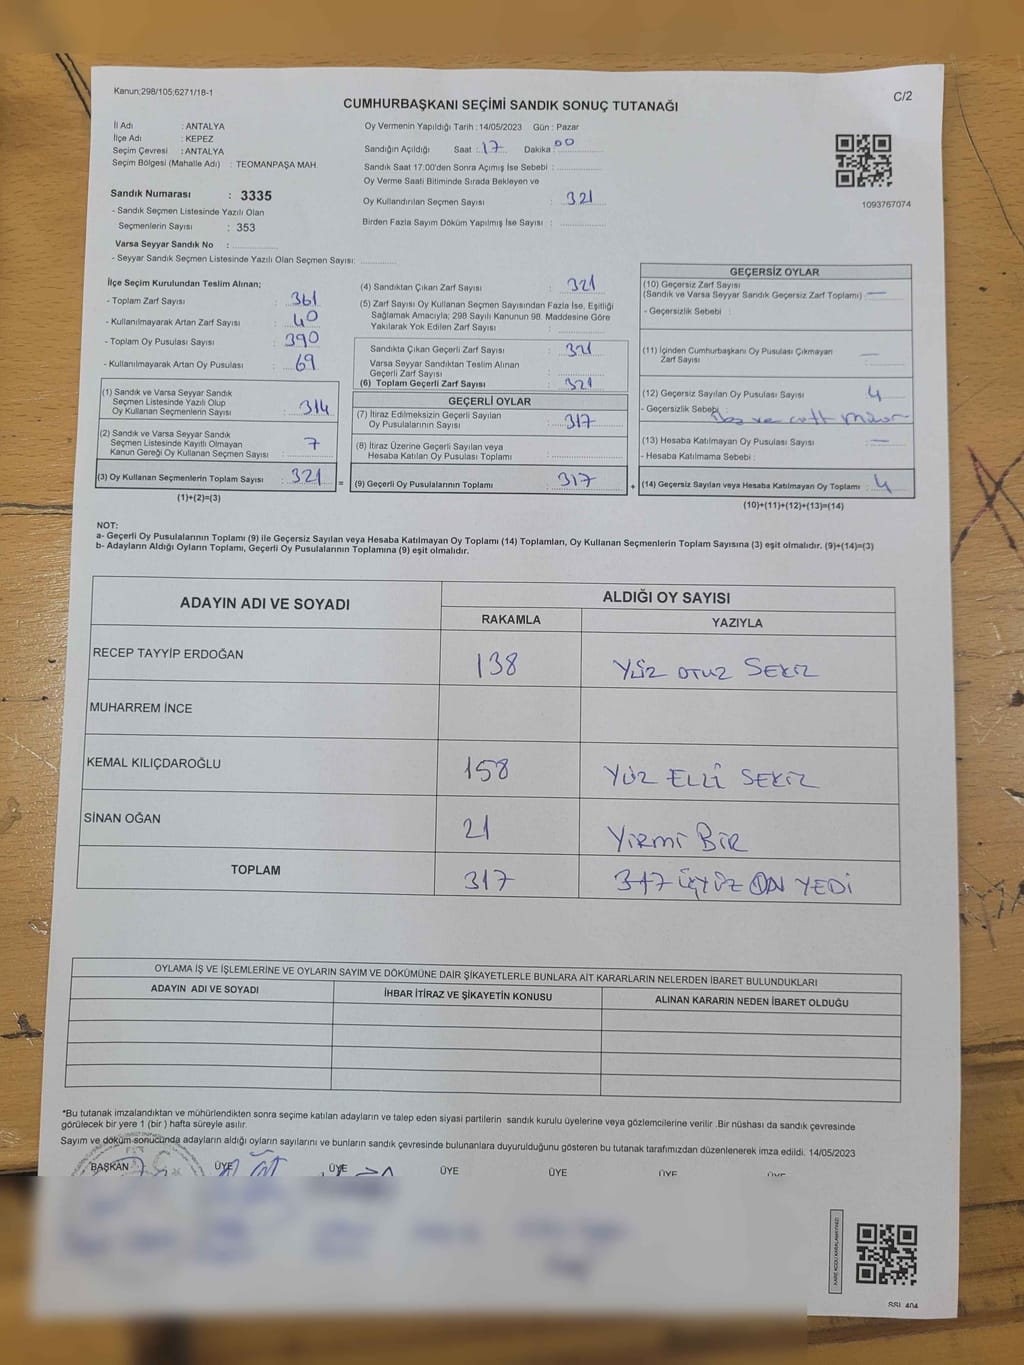 Kanun;298/105;6271/18-1
CUMHURBAŞKANI SEÇİMİ SANDIK SONUÇ TUTANAĞI
C/2
İl Adı : ANTALYA
İlçe Adı : KEPEZ
Seçim Çevresi : ANTALYA
Seçim Bölgesi (Mahalle Adı) : TEOMANPAŞA MAH.
Sandık Numarası : 3335
- Sandık Seçmen Listesinde Yazılı Olan
Seçmenlerin Sayısı : 353
Varsa Seyyar Sandık No :
- Seyyar Sandık Seçmen Listesinde Yazılı Olan Seçmen Sayısı:
Oy Vermenin Yapıldığı Tarih : 14/05/2023 Gün : Pazar
Sandığın Açıldığı Saat : 17 Dakika 00
Sandık Saat 17:00'den Sonra Açımış İse Sebebi :
Oy Verme Saati Bitiminde Sırada Bekleyen ve
Oy Kullandırılan Seçmen Sayısı : 321
Birden Fazla Sayım Döküm Yapılmış İse Sayısı :
1093767074
İlçe Seçim Kurulundan Teslim Alınan;
- Toplam Zarf Sayısı : 361
- Kullanılmayarak Artan Zarf Sayısı : 40
- Toplam Oy Pusulası Sayısı : 390
- Kullanılmayarak Artan Oy Pusulası : 69
(1) Sandık ve Varsa Seyyar Sandık
Seçmen Listesinde Yazılı Olup
Oy Kullanan Seçmenlerin Sayısı : 314
(2) Sandık ve Varsa Seyyar Sandık
Seçmen Listesinde Kayıtlı Olmayan
Kanun Gereği Oy Kullanan Seçmen Sayısı : 7
(3) Oy Kullanan Seçmenlerin Toplam Sayısı : 321
(1)+(2)=(3)
(4) Sandıktan Çıkan Zarf Sayısı : 321
(5) Zarf Sayısı Oy Kullanan Seçmen Sayısından Fazla İse, Eşitliği
Sağlamak Amacıyla; 298 Sayılı Kanunun 98. Maddesine Göre
Yakılarak Yok Edilen Zarf Sayısı :
Sandıkta Çıkan Geçerli Zarf Sayısı : 321
Varsa Seyyar Sandıktan Teslim Alınan
Geçerli Zarf Sayısı :
(6) Toplam Geçerli Zarf Sayısı : 321
GEÇERLİ OYLAR
(7) İtiraz Edilmeksizin Geçerli Sayılan
Oy Pusulalarının Sayısı : 317
(8) İtiraz Üzerine Geçerli Sayılan veya
Hesaba Katılan Oy Pusulası Toplamı :
= (9) Geçerli Oy Pusulalarının Toplamı : 317 +
GEÇERSİZ OYLAR
(10) Geçersiz Zarf Sayısı
(Sandık ve Varsa Seyyar Sandık Geçersiz Zarf Toplamı) : —
- Geçersizlik Sebebi :
(11) İçinden Cumhurbaşkanı Oy Pusulası Çıkmayan
Zarf Sayısı : —
(12) Geçersiz Sayılan Oy Pusulası Sayısı : 4
- Geçersizlik Sebebi
(13) Hesaba Katılmayan Oy Pusulası Sayısı : —
- Hesaba Katılmama Sebebi :
(14) Geçersiz Sayılan veya Hesaba Katılmayan Oy Toplamı : 4
(10)+(11)+(12)+(13)=(14)
NOT:
a- Geçerli Oy Pusulalarının Toplamı (9) ile Geçersiz Sayılan veya Hesaba Katılmayan Oy Toplamı (14) Toplamları, Oy Kullanan Seçmenlerin Toplam Sayısına (3) eşit olmalıdır. (9)+(14)=(3)
b- Adayların Aldığı Oyların Toplamı, Geçerli Oy Pusulalarının Toplamına (9) eşit olmalıdır.
ADAYIN ADI VE SOYADI ALDIĞI OY SAYISI
RAKAMLA YAZIYLA
RECEP TAYYİP ERDOĞAN 138 YÜZ OTUZ SEKİZ
MUHARREM İNCE
KEMAL KILIÇDAROĞLU 158 YÜZ ELLİ SEKİZ
SİNAN OĞAN 21 YİRMİ BİR
TOPLAM 317 317 ÜÇYÜZ ON YEDİ
OYLAMA İŞ VE İŞLEMLERİNE VE OYLARIN SAYIM VE DÖKÜMÜNE DAİR ŞİKAYETLERLE BUNLARA AİT KARARLARIN NELERDEN İBARET BULUNDUKLARI
ADAYIN ADI VE SOYADI İHBAR İTİRAZ VE ŞİKAYETİN KONUSU ALINAN KARARIN NEDEN İBARET OLDUĞU
*Bu tutanak imzalandıktan ve mühürlendikten sonra seçime katılan adayların ve talep eden siyasi partilerin sandık kurulu üyelerine veya gözlemcilerine verilir .Bir nüshası da sandık çevresinde
görülecek bir yere 1 (bir ) hafta süreyle asılır.
Sayım ve döküm sonucunda adayların aldığı oyların sayılarını ve bunların sandık çevresinde bulunanlara duyurulduğunu gösteren bu tutanak tarafımızdan düzenlenerek imza edildi. 14/05/2023
BAŞKAN ÜYE ÜYE ÜYE ÜYE ÜYE ÜYE